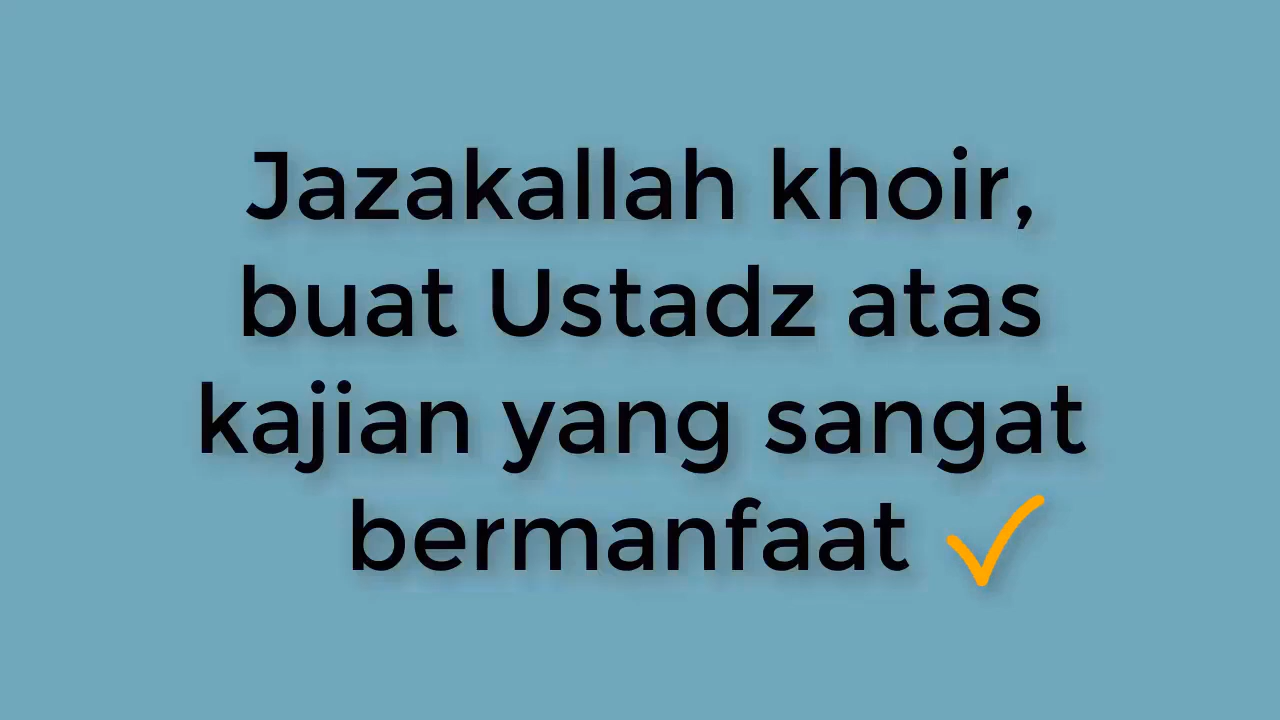 Jazakallah khoir,
buat Ustadz atas
kajian yang sangat
bermanfaat ✓